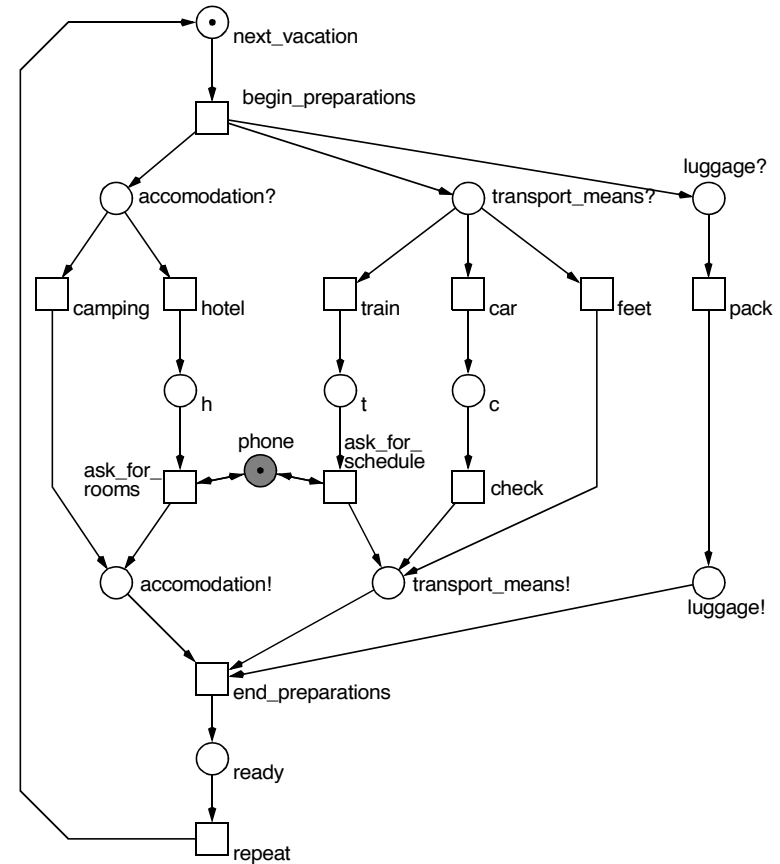 next_vacation
begin_preparations
luggage?
accomodation?
transport_means?
camping
hotel
train
car
feet
pack
h
t
c
phone
ask_for_
schedule
ask_for_
rooms
check
accomodation!
transport_means!
luggage!
end_preparations
ready
repeat